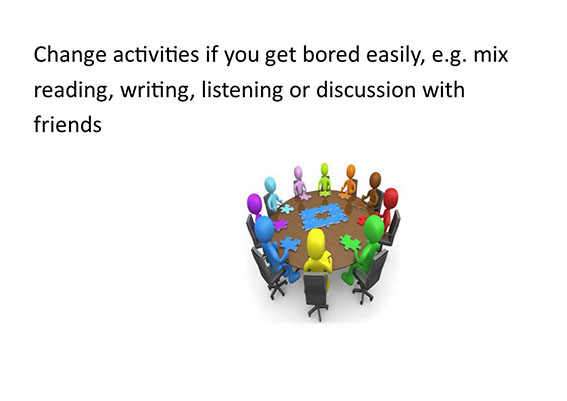 Change activities if you get bored easily, e.g. mix
reading, writing, listening or discussion with
friends